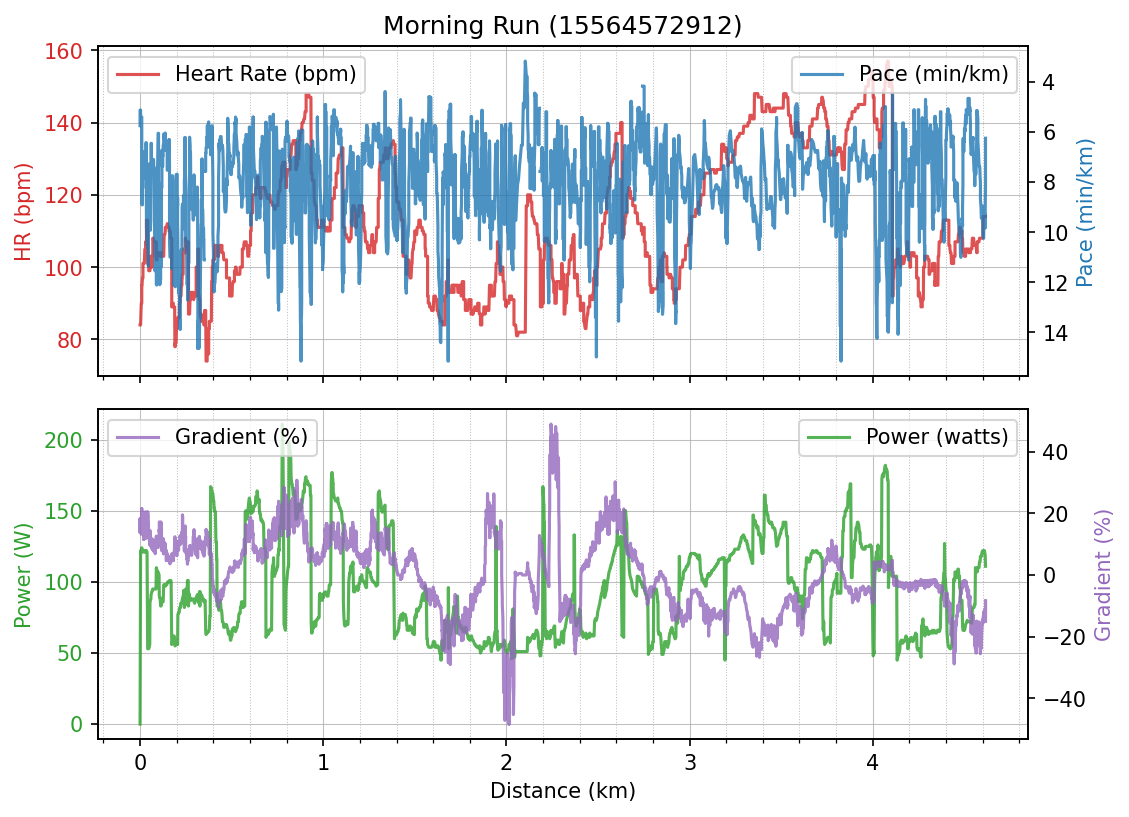 Morning Run (15564572912)
Heart Rate (bpm)
Pace (min/km)
HR (bpm)
160
140
120
100
80
4
6
8
10
12
14
Pace (min/km)
Gradient (%)
Power (watts)
Power (W)
200
150
100
50
0
40
20
0
−20
−40
Gradient (%)
0
1
2
3
4
Distance (km)